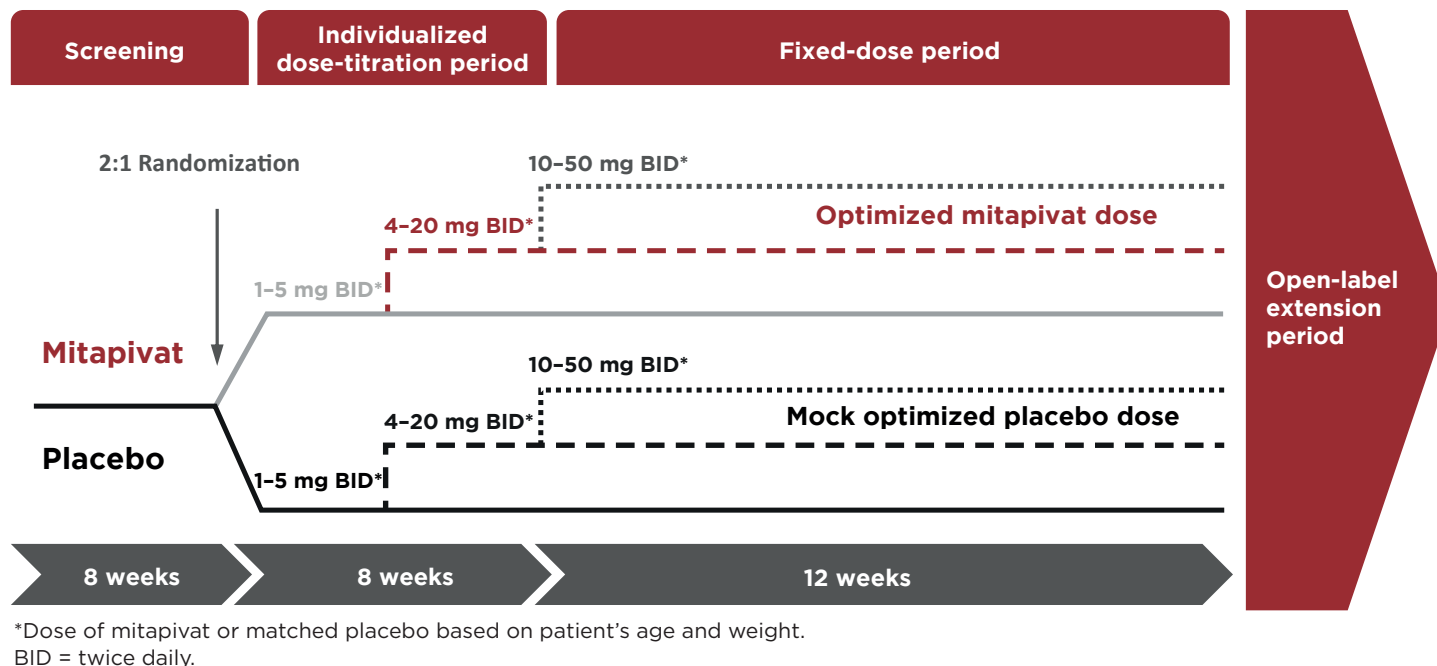 Screening
Individualized
dose-titration period
Fixed-dose period
2:1 Randomization
10–50 mg BID*
4–20 mg BID*
Optimized mitapivat dose
1–5 mg BID*
Mitapivat
Open-label
extension
period
10–50 mg BID*
4–20 mg BID*
Mock optimized placebo dose
Placebo
1–5 mg BID*
8 weeks
8 weeks
12 weeks
*Dose of mitapivat or matched placebo based on patient’s age and weight.
BID = twice daily.